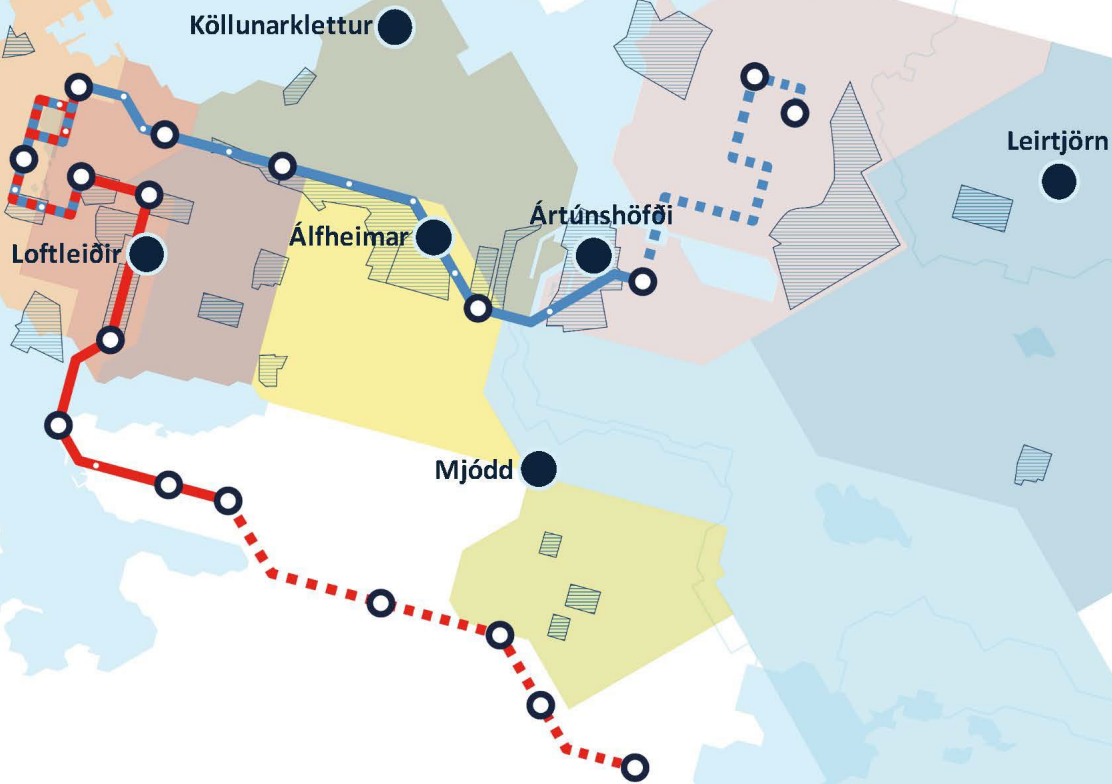 Köllunarklettur
Leirtjörn
Ártúnshöfði
Álfheimar
Loftleiðir
Mjódd